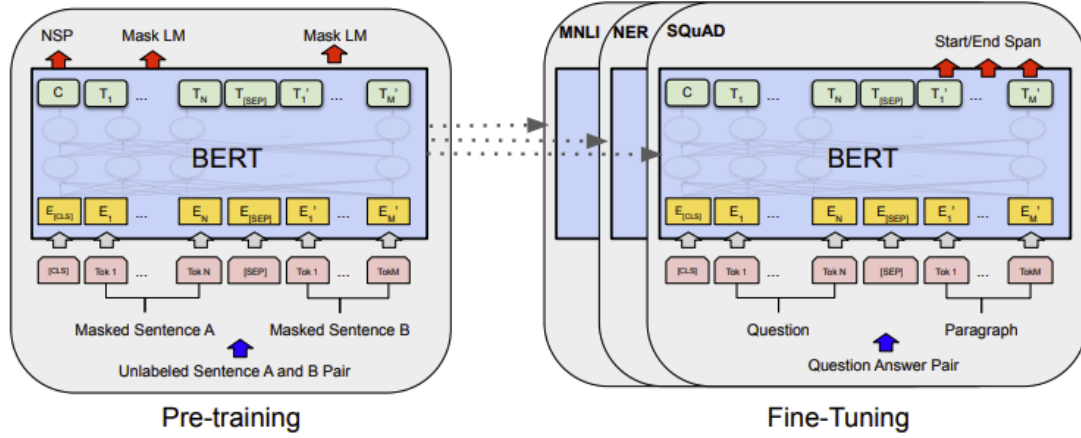 NSP Mask LM Mask LM
C T1 ... TN T[SEP] T1' ... TM'
BERT
E[CLS] E1 ... EN E[SEP] E1' ... EM'
[CLS] Tok 1 ... Tok N [SEP] Tok 1 ... TokM
Masked Sentence A Masked Sentence B
Unlabeled Sentence A and B Pair
Pre-training
MNLI NER SQuAD
Start/End Span
C T1 ... TN T[SEP] T1' ... TM'
BERT
E[CLS] E1 ... EN E[SEP] E1' ... EM'
[CLS] Tok 1 ... Tok N [SEP] Tok 1 ... TokM
Question Paragraph
Question Answer Pair
Fine-Tuning